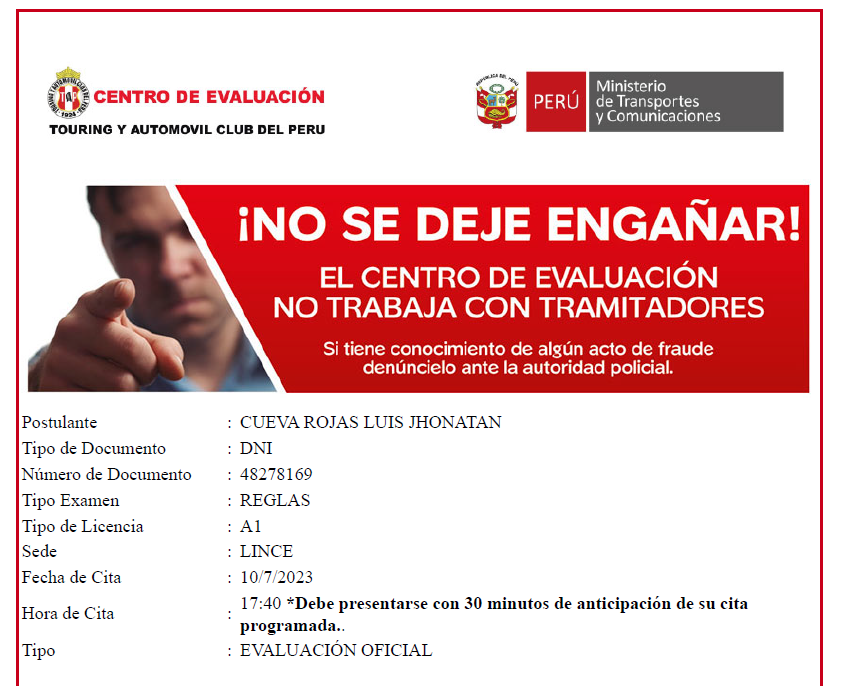 CENTRO DE EVALUACIÓN
TOURING Y AUTOMOVIL CLUB DEL PERU
PERÚ
Ministerio
de Transportes
y Comunicaciones
¡NO SE DEJE ENGAÑAR!
EL CENTRO DE EVALUACIÓN
NO TRABAJA CON TRAMITADORES
Si tiene conocimiento de algún acto de fraude
denúncielo ante la autoridad policial.
Postulante : CUEVA ROJAS LUIS JHONATAN
Tipo de Documento : DNI
Número de Documento : 48278169
Tipo Examen : REGLAS
Tipo de Licencia : A1
Sede : LINCE
Fecha de Cita : 10/7/2023
Hora de Cita : 17:40 *Debe presentarse con 30 minutos de anticipación de su cita
programada..
Tipo : EVALUACIÓN OFICIAL